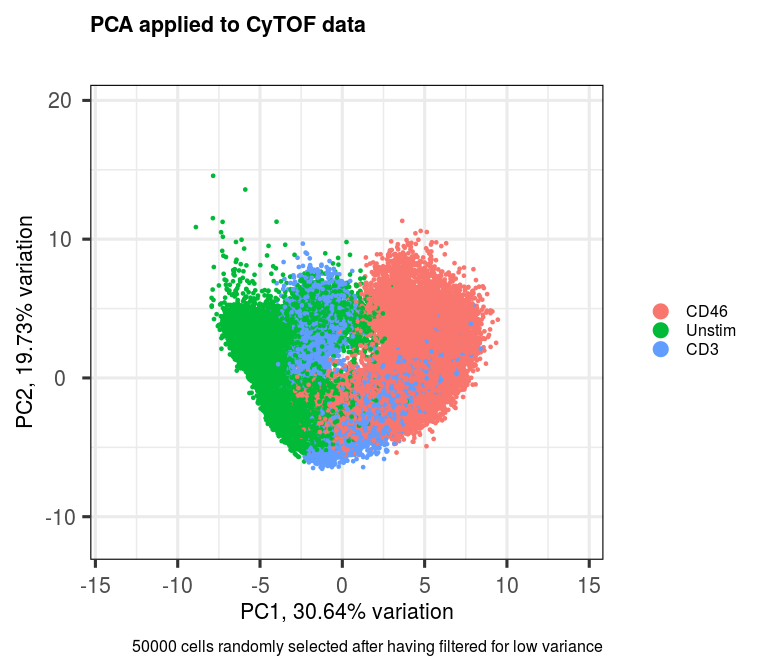 PCA applied to CyTOF data
20
10
0
-10
PC2, 19.73% variation
-15 -10 -5 0 5 10 15
PC1, 30.64% variation
CD46
Unstim
CD3
50000 cells randomly selected after having filtered for low variance